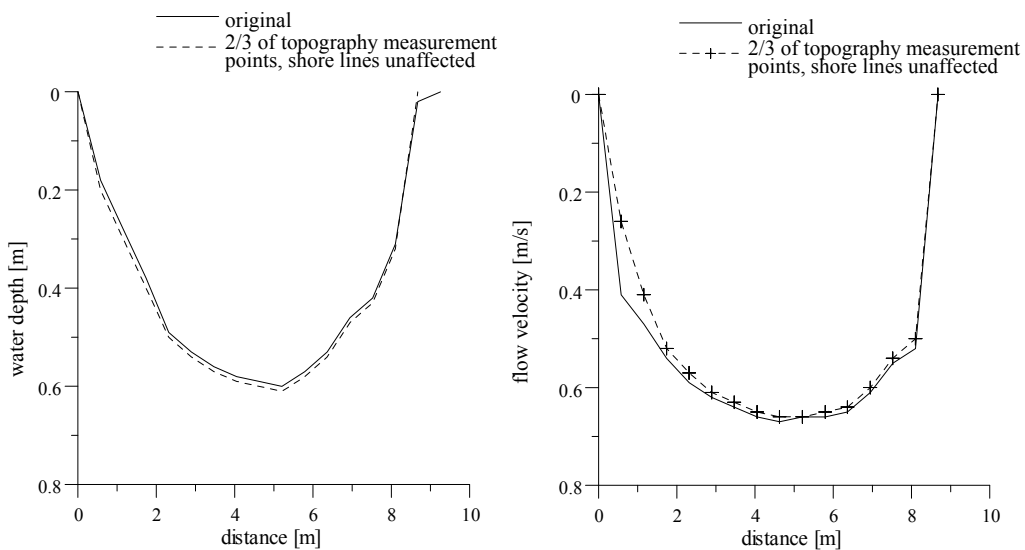 original
2/3 of topography measurement
points, shore lines unaffected
0
0.2
0.4
0.6
0.8
water depth [m]
0
2
4
6
8
10
distance [m]
original
2/3 of topography measurement
points, shore lines unaffected
0
0.2
0.4
0.6
0.8
flow velocity [m/s]
0
2
4
6
8
10
distance [m]